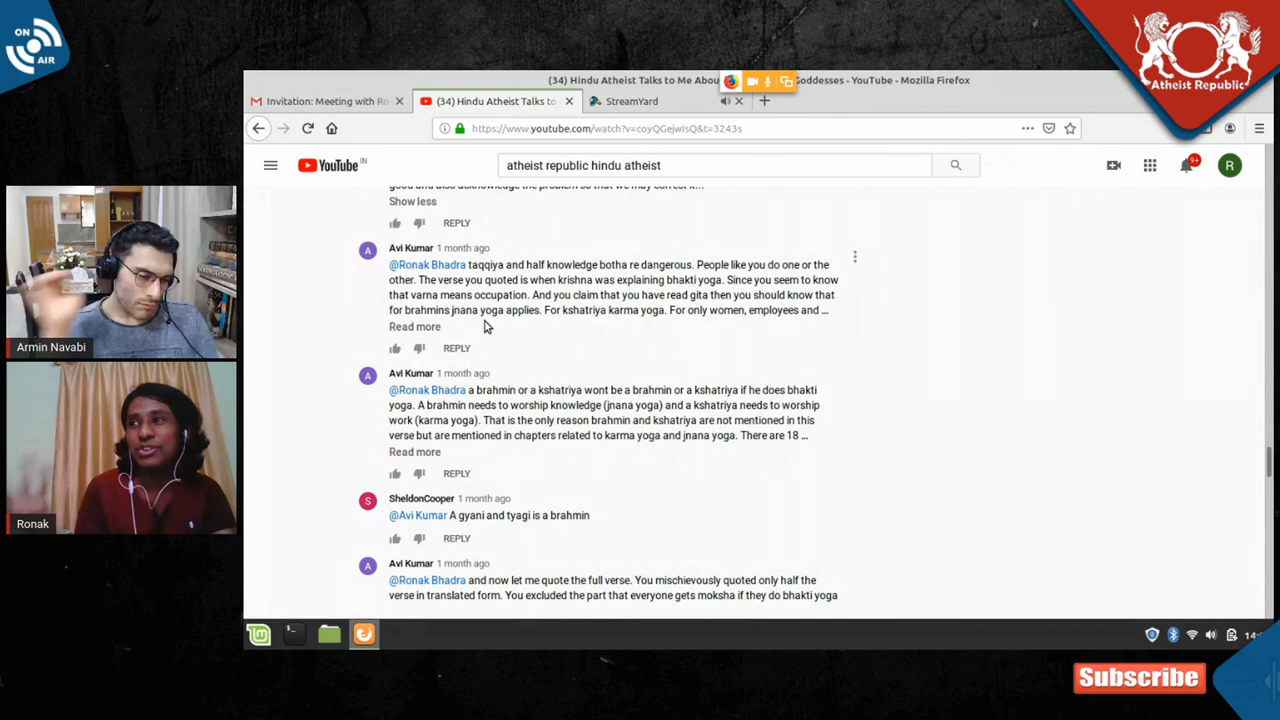 ON
AIR
Atheist Republic
(34) Hindu Atheist Talks to Me Abou
Goddesses - YouTube - Mozilla Firefox
Invitation: Meeting with Ro
(34) Hindu Atheist Talks to
StreamYard
https://www.youtube.com/watch?v=coyQGejwIsQ&t=3243s
YouTube IN
atheist republic hindu atheist
9+
R
Show less
REPLY
A
Avi Kumar 1 month ago
@Ronak Bhadra taqqiya and half knowledge botha re dangerous. People like you do one or the
other. The verse you quoted is when krishna was explaining bhakti yoga. Since you seem to know
that varna means occupation. And you claim that you have read gita then you should know that
for brahmins jnana yoga applies. For kshatriya karma yoga. For only women, employees and ...
Read more
REPLY
A
Avi Kumar 1 month ago
@Ronak Bhadra a brahmin or a kshatriya wont be a brahmin or a kshatriya if he does bhakti
yoga. A brahmin needs to worship knowledge (jnana yoga) and a kshatriya needs to worship
work (karma yoga). That is the only reason brahmin and kshatriya are not mentioned in this
verse but are mentioned in chapters related to karma yoga and jnana yoga. There are 18 ...
Read more
REPLY
S
SheldonCooper 1 month ago
@Avi Kumar A gyani and tyagi is a brahmin
REPLY
A
Avi Kumar 1 month ago
@Ronak Bhadra and now let me quote the full verse. You mischievously quoted only half the
verse in translated form. You excluded the part that everyone gets moksha if they do bhakti yoga
Armin Navabi
Ronak
14:
Subscribe